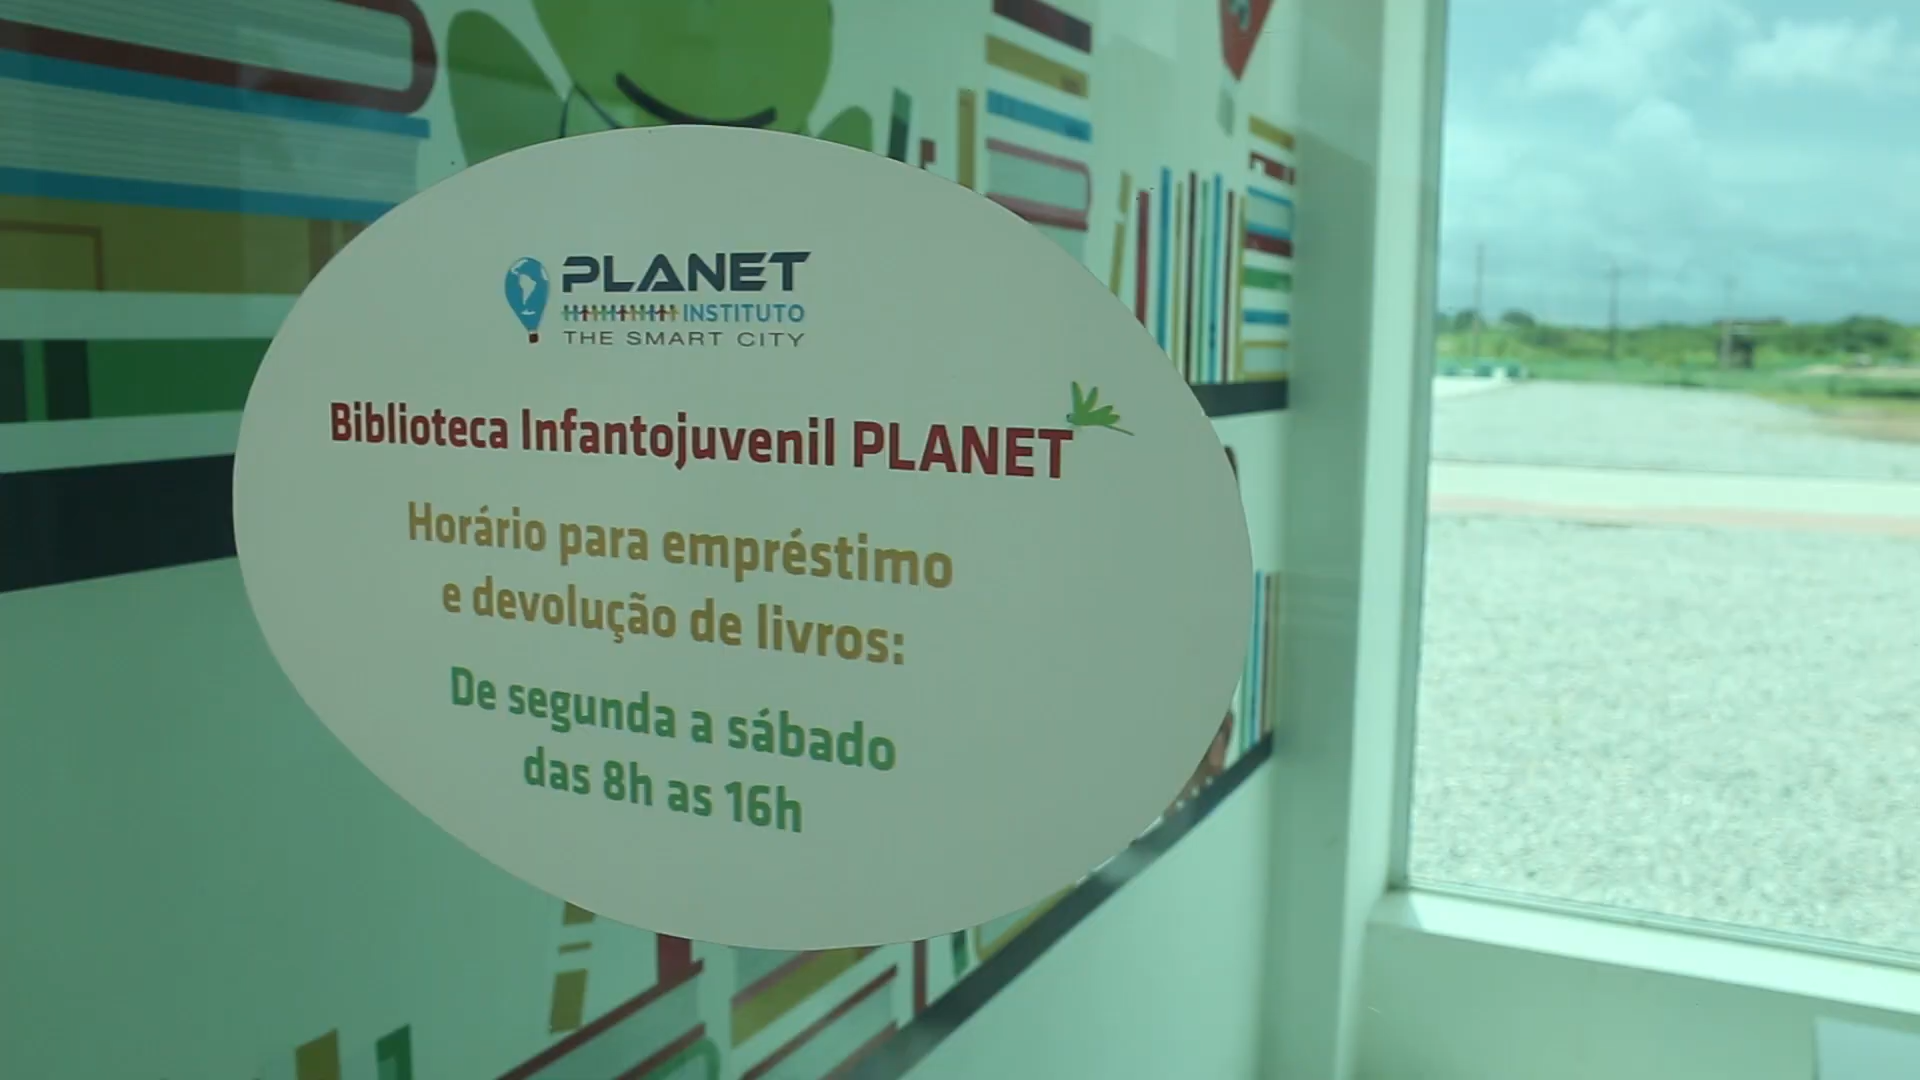 PLANET
INSTITUTO
THE SMART CITY
Biblioteca Infantojuvenil PLANET
Horário para empréstimo
e devolução de livros:
De segunda a sábado
das 8h as 16h